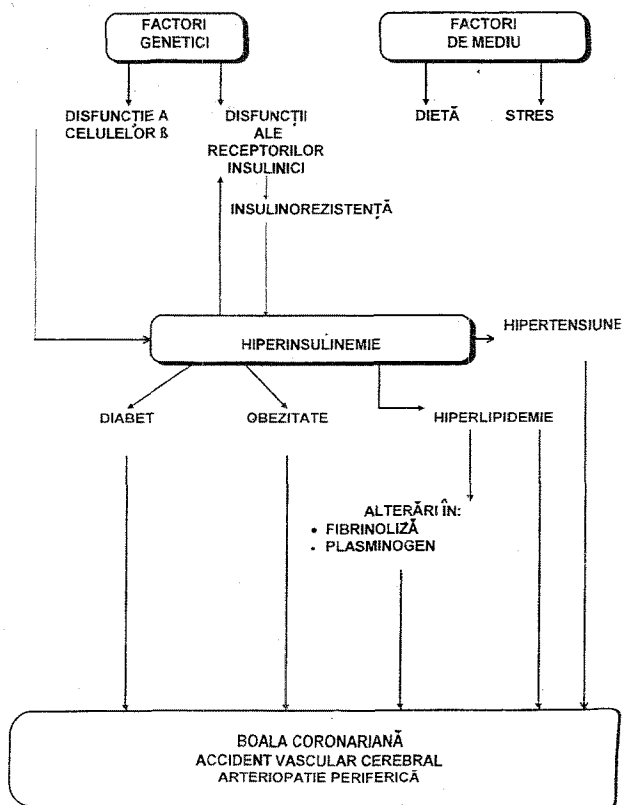 FACTORI
GENETICI
FACTORI
DE MEDIU
DISFUNCȚIE A
CELULELOR ß
DISFUNCȚII
ALE
RECEPTORILOR
INSULINICI
DIETĂ
STRES
INSULINOREZISTENȚĂ
HIPERINSULINEMIE
HIPERTENSIUNE
DIABET
OBEZITATE
HIPERLIPIDEMIE
ALTERĂRI ÎN:
• FIBRINOLIZĂ
• PLASMINOGEN
BOALA CORONARIANĂ
ACCIDENT VASCULAR CEREBRAL
ARTERIOPATIE PERIFERICĂ